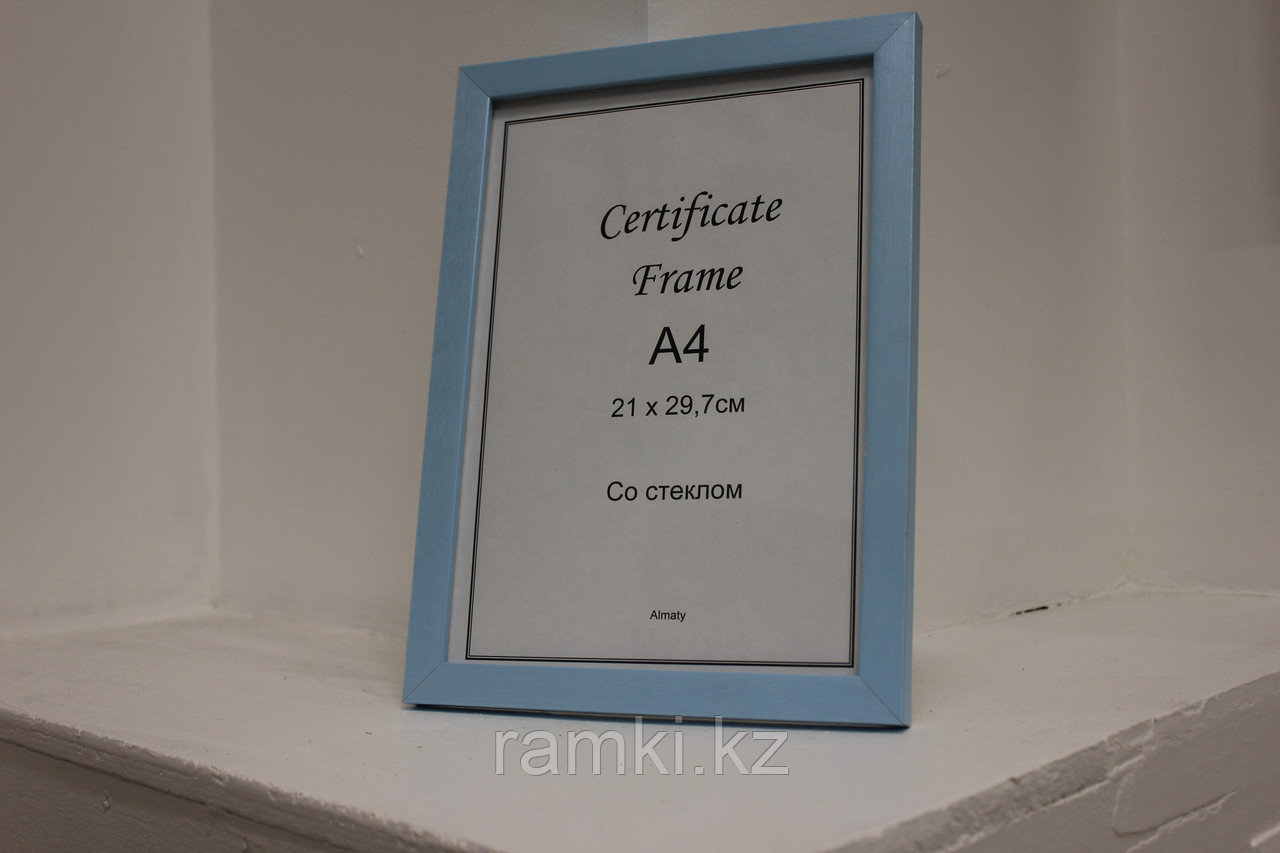 Certificate
Frame
A4
21 x 29,7см
Со стеклом
Almaty
ramki.kz